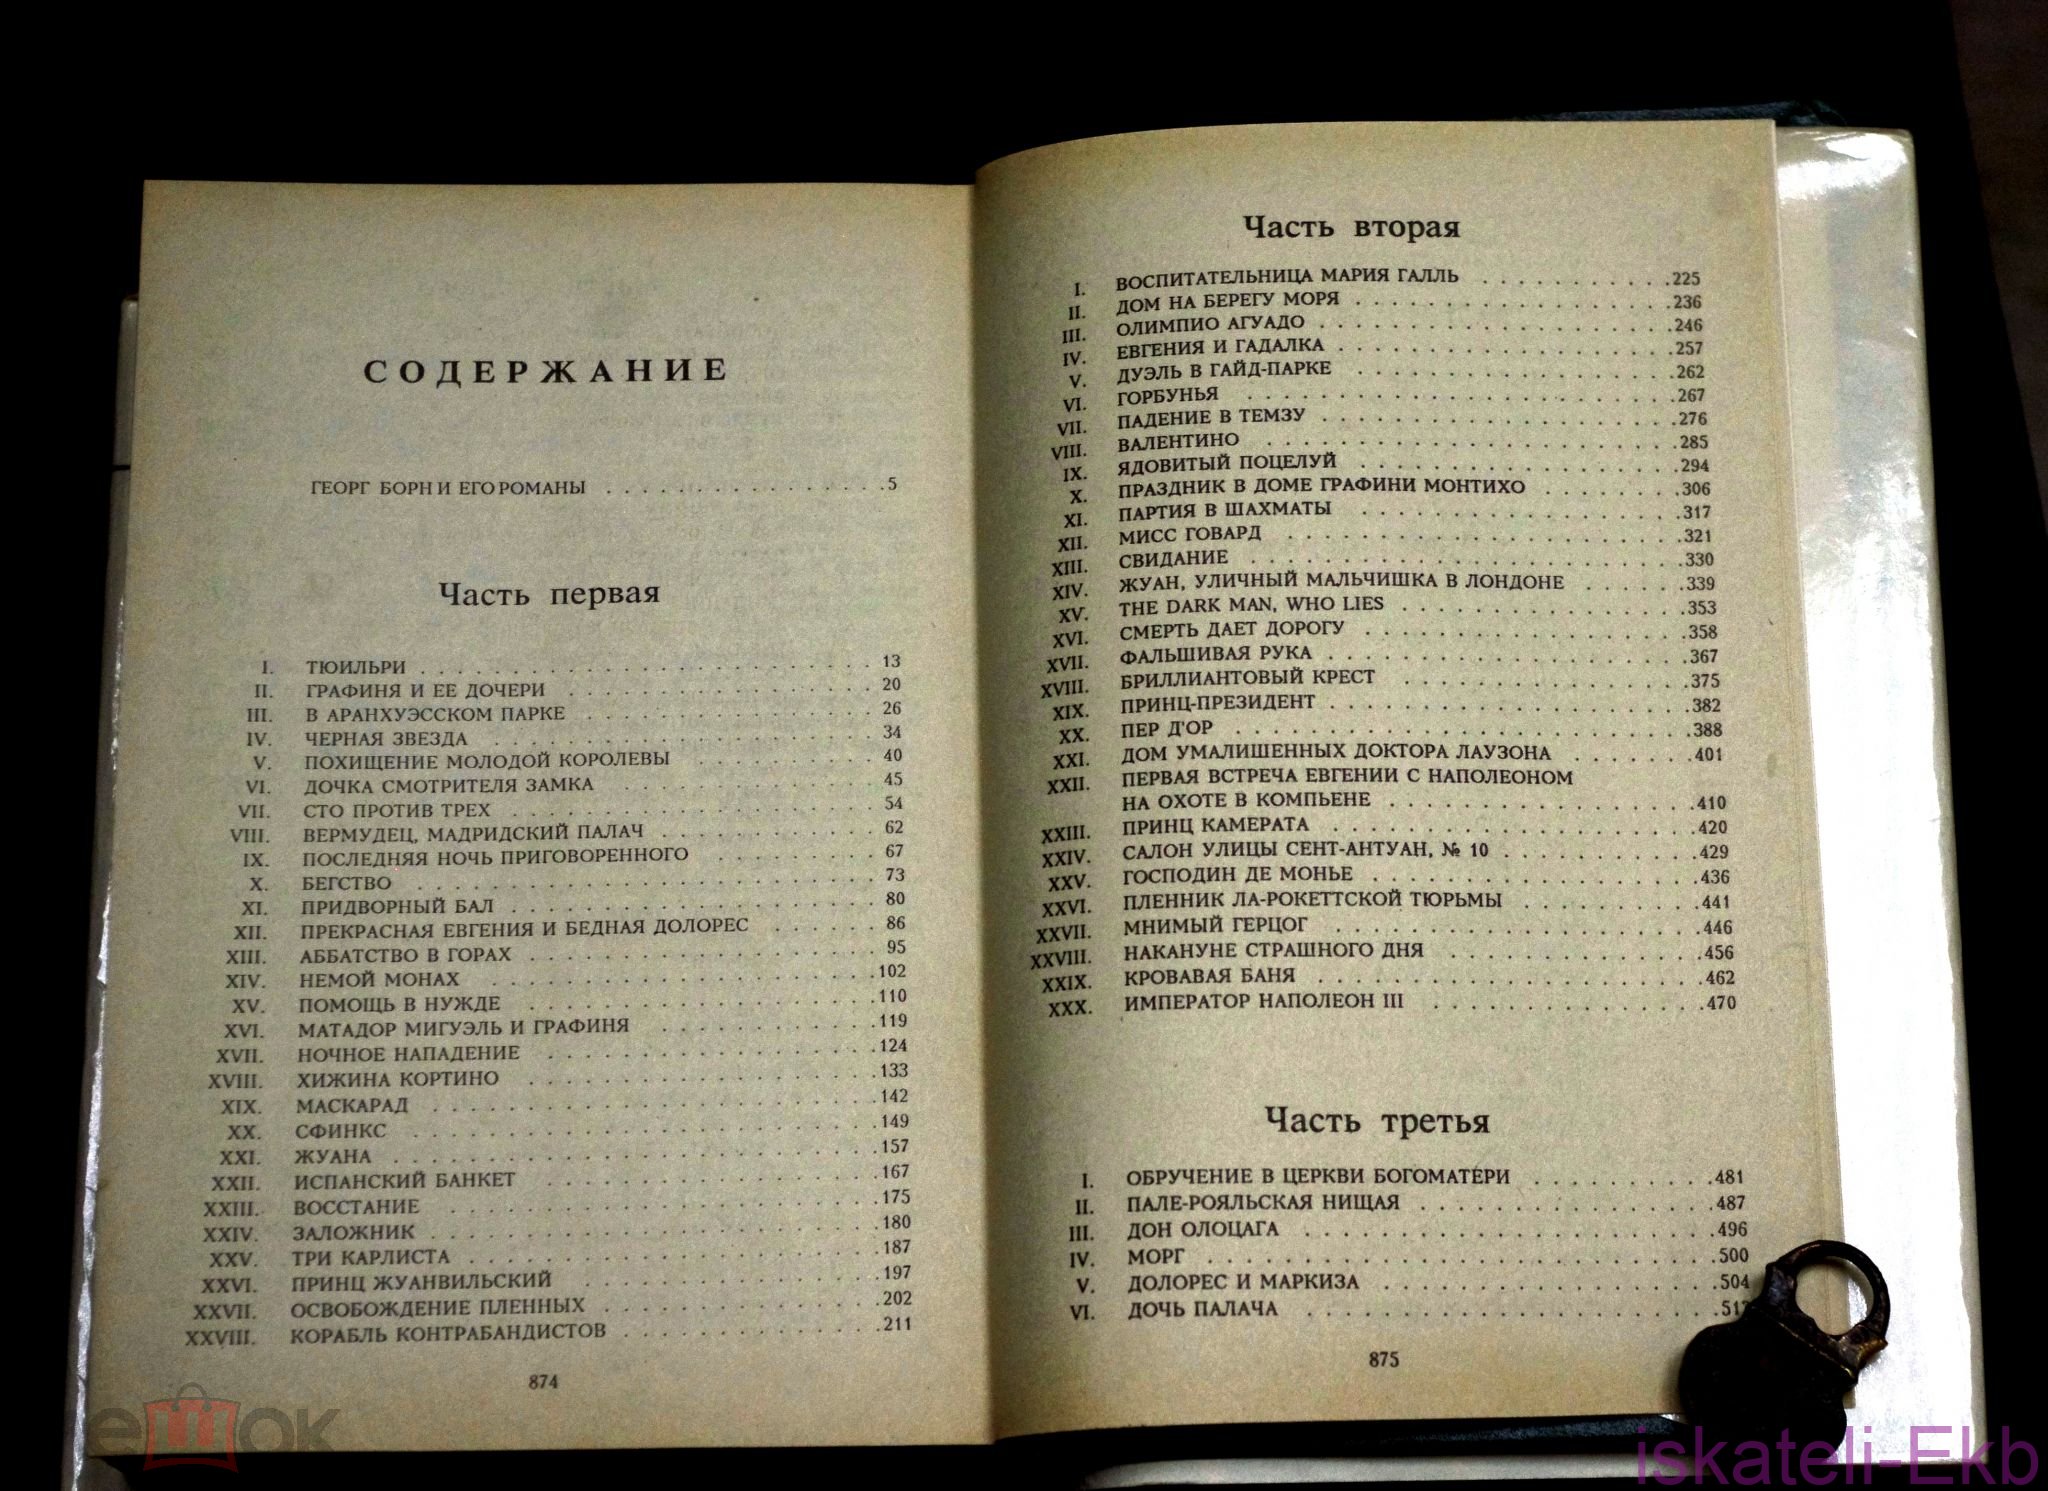 СОДЕРЖАНИЕ
ГЕОРГ БОРН И ЕГО РОМАНЫ . . . . . . . . . . . . . . . . 5
Часть первая
I. ТЮИЛЬРИ . . . . . . . . . . 13
II. ГРАФИНЯ И ЕЕ ДОЧЕРИ . . . . . . . . . . 20
III. В АРАНХУЭССКОМ ПАРКЕ . . . . . . . . . . 26
IV. ЧЕРНАЯ ЗВЕЗДА . . . . . . . . . . 34
V. ПОХИЩЕНИЕ МОЛОДОЙ КОРОЛЕВЫ . . . . . . . . . . 40
VI. ДОЧКА СМОТРИТЕЛЯ ЗАМКА . . . . . . . . . . 45
VII. СТО ПРОТИВ ТРЕХ . . . . . . . . . . 54
VIII. ВЕРМУДЕЦ, МАДРИДСКИЙ ПАЛАЧ . . . . . . . . . . 62
IX. ПОСЛЕДНЯЯ НОЧЬ ПРИГОВОРЕННОГО . . . . . . . . . . 67
X. БЕГСТВО . . . . . . . . . . 73
XI. ПРИДВОРНЫЙ БАЛ . . . . . . . . . . 80
XII. ПРЕКРАСНАЯ ЕВГЕНИЯ И БЕДНАЯ ДОЛОРЕС . . . . . . 86
XIII. АББАТСТВО В ГОРАХ . . . . . . . . . . 95
XIV. НЕМОЙ МОНАХ . . . . . . . . . . 102
XV. ПОМОЩЬ В НУЖДЕ . . . . . . . . . . 110
XVI. МАТАДОР МИГУЭЛЬ И ГРАФИНЯ . . . . . . . . . . 119
XVII. НОЧНОЕ НАПАДЕНИЕ . . . . . . . . . . 124
XVIII. ХИЖИНА КОРТИНО . . . . . . . . . . 133
XIX. МАСКАРАД . . . . . . . . . . 142
XX. СФИНКС . . . . . . . . . . 149
XXI. ЖУАНА . . . . . . . . . . 157
XXII. ИСПАНСКИЙ БАНКЕТ . . . . . . . . . . 167
XXIII. ВОССТАНИЕ . . . . . . . . . . 175
XXIV. ЗАЛОЖНИК . . . . . . . . . . 180
XXV. ТРИ КАРЛИСТА . . . . . . . . . . 187
XXVI. ПРИНЦ ЖУАНВИЛЬСКИЙ . . . . . . . . . . 197
XXVII. ОСВОБОЖДЕНИЕ ПЛЕННЫХ . . . . . . . . . . 202
XXVIII. КОРАБЛЬ КОНТРАБАНДИСТОВ . . . . . . . . . . 211
874
Часть вторая
I. ВОСПИТАТЕЛЬНИЦА МАРИЯ ГАЛЛЬ . . . . . . . . . . 225
II. ДОМ НА БЕРЕГУ МОРЯ . . . . . . . . . . 236
III. ОЛИМПИО АГУАДО . . . . . . . . . . 246
IV. ЕВГЕНИЯ И ГАДАЛКА . . . . . . . . . . 257
V. ДУЭЛЬ В ГАЙД-ПАРКЕ . . . . . . . . . . 262
VI. ГОРБУНЬЯ . . . . . . . . . . 267
VII. ПАДЕНИЕ В ТЕМЗУ . . . . . . . . . . 276
VIII. ВАЛЕНТИНО . . . . . . . . . . 285
IX. ЯДОВИТЫЙ ПОЦЕЛУЙ . . . . . . . . . . 294
X. ПРАЗДНИК В ДОМЕ ГРАФИНИ МОНТИХО . . . . . . . . 306
XI. ПАРТИЯ В ШАХМАТЫ . . . . . . . . . . 317
XII. МИСС ГОВАРД . . . . . . . . . . 321
XIII. СВИДАНИЕ . . . . . . . . . . 330
XIV. ЖУАН, УЛИЧНЫЙ МАЛЬЧИШКА В ЛОНДОНЕ . . . . . . 339
XV. THE DARK MAN, WHO LIES . . . . . . . . . . 353
XVI. СМЕРТЬ ДАЕТ ДОРОГУ . . . . . . . . . . 358
XVII. ФАЛЬШИВАЯ РУКА . . . . . . . . . . 367
XVIII. БРИЛЛИАНТОВЫЙ КРЕСТ . . . . . . . . . . 375
XIX. ПРИНЦ-ПРЕЗИДЕНТ . . . . . . . . . . 382
XX. ПЕР Д'ОР . . . . . . . . . . 388
XXI. ДОМ УМАЛИШЕННЫХ ДОКТОРА ЛАУЗОНА . . . . . . . 401
XXII. ПЕРВАЯ ВСТРЕЧА ЕВГЕНИИ С НАПОЛЕОНОМ
НА ОХОТЕ В КОМПЬЕНЕ . . . . . . . . . . 410
XXIII. ПРИНЦ КАМЕРАТА . . . . . . . . . . 420
XXIV. САЛОН УЛИЦЫ СЕНТ-АНТУАН, № 10 . . . . . . . . . . 429
XXV. ГОСПОДИН ДЕ МОНЬЕ . . . . . . . . . . 436
XXVI. ПЛЕННИК ЛА-РОКЕТТСКОЙ ТЮРЬМЫ . . . . . . . . . . 441
XXVII. МНИМЫЙ ГЕРЦОГ . . . . . . . . . . 446
XXVIII. НАКАНУНЕ СТРАШНОГО ДНЯ . . . . . . . . . . 456
XXIX. КРОВАВАЯ БАНЯ . . . . . . . . . . 462
XXX. ИМПЕРАТОР НАПОЛЕОН III . . . . . . . . . . 470
Часть третья
I. ОБРУЧЕНИЕ В ЦЕРКВИ БОГОМАТЕРИ . . . . . . . . . . 481
II. ПАЛЕ-РОЯЛЬСКАЯ НИЩАЯ . . . . . . . . . . 487
III. ДОН ОЛОЦАГА . . . . . . . . . . 496
IV. МОРГ . . . . . . . . . . 500
V. ДОЛОРЕС И МАРКИЗА . . . . . . . . . . 504
VI. ДОЧЬ ПАЛАЧА . . . . . . . . . .
875
ешок
iskateli-Ekb